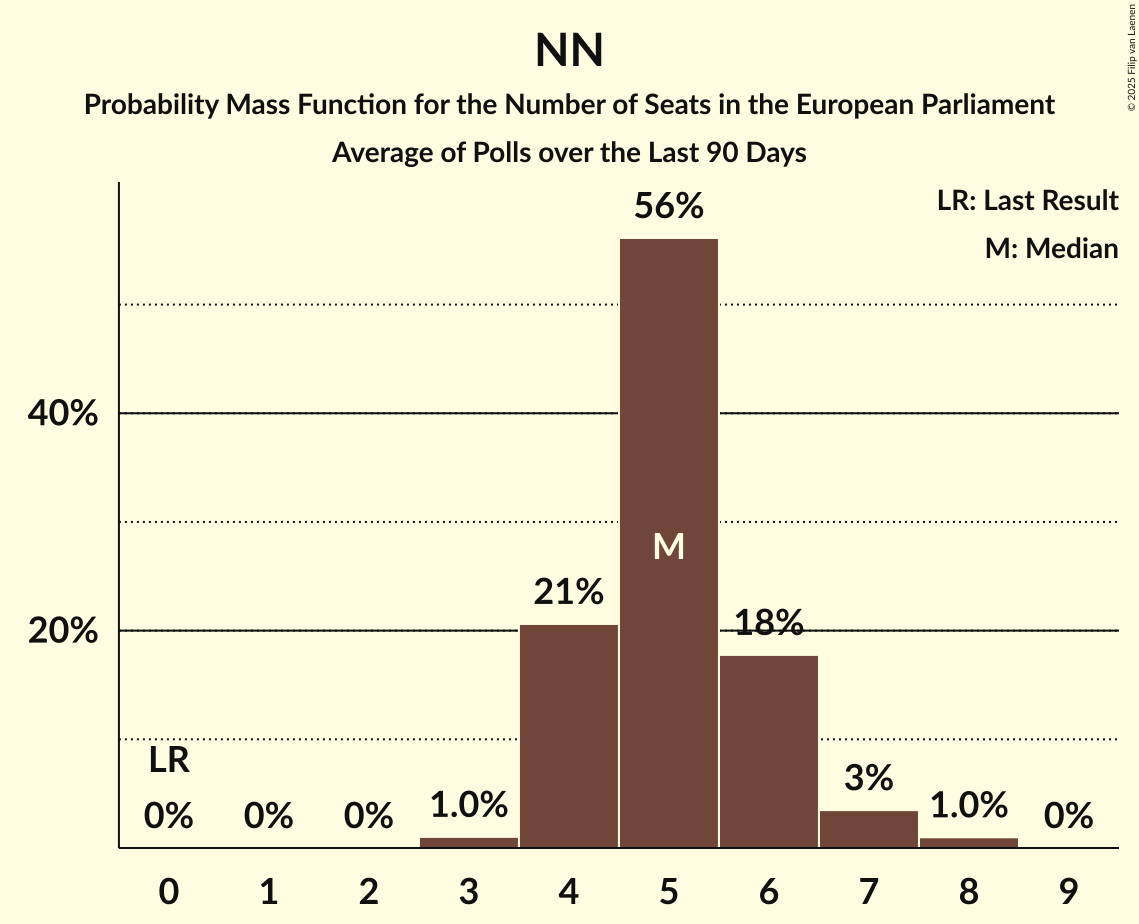 NN
Probability Mass Function for the Number of Seats in the European Parliament
Average of Polls over the Last 90 Days
© 2025 Filip van Laenen
LR: Last Result
M: Median
56%
40%
M
21%
18%
20%
LR
0%
0%
0%
1.0%
3%
1.0%
0%
0 1 2 3 4 5 6 7 8 9